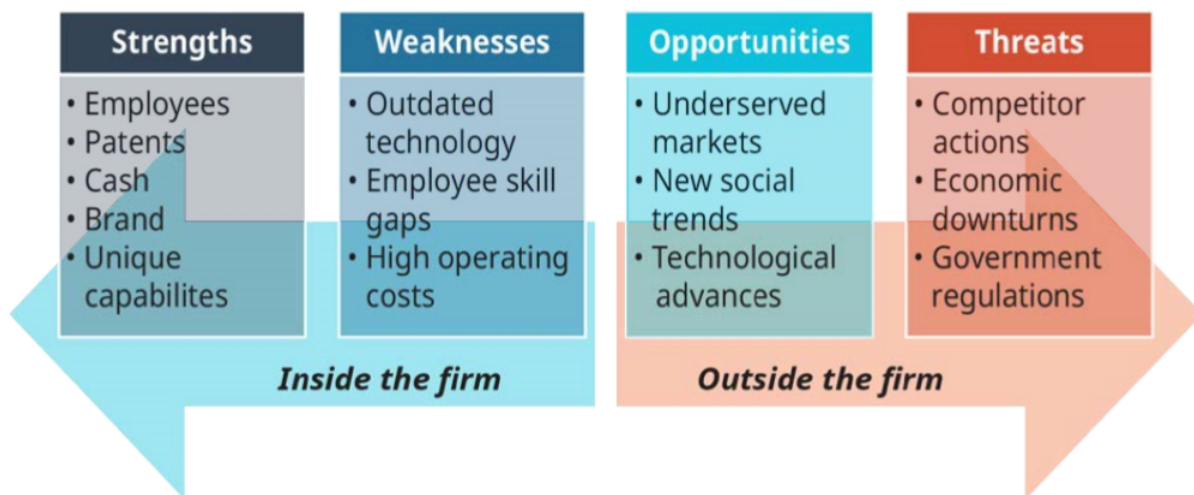 Strengths
• Employees
• Patents
• Cash
• Brand
• Unique
capabilites
Weaknesses
• Outdated
technology
• Employee skill
gaps
• High operating
costs
Opportunities
• Underserved
markets
• New social
trends
• Technological
advances
Threats
• Competitor
actions
• Economic
downturns
• Government
regulations
Inside the firm
Outside the firm